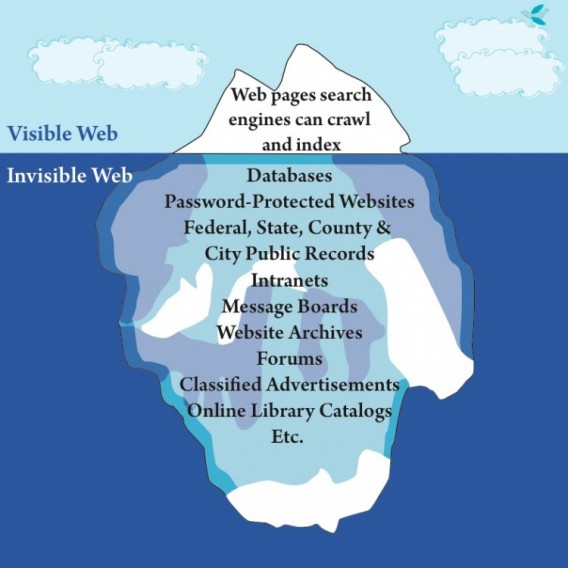 Web pages search
engines can crawl
and index
Visible Web
Invisible Web
Databases
Password-Protected Websites
Federal, State, County &
City Public Records
Intranets
Message Boards
Website Archives
Forums
Classified Advertisements
Online Library Catalogs
Etc.